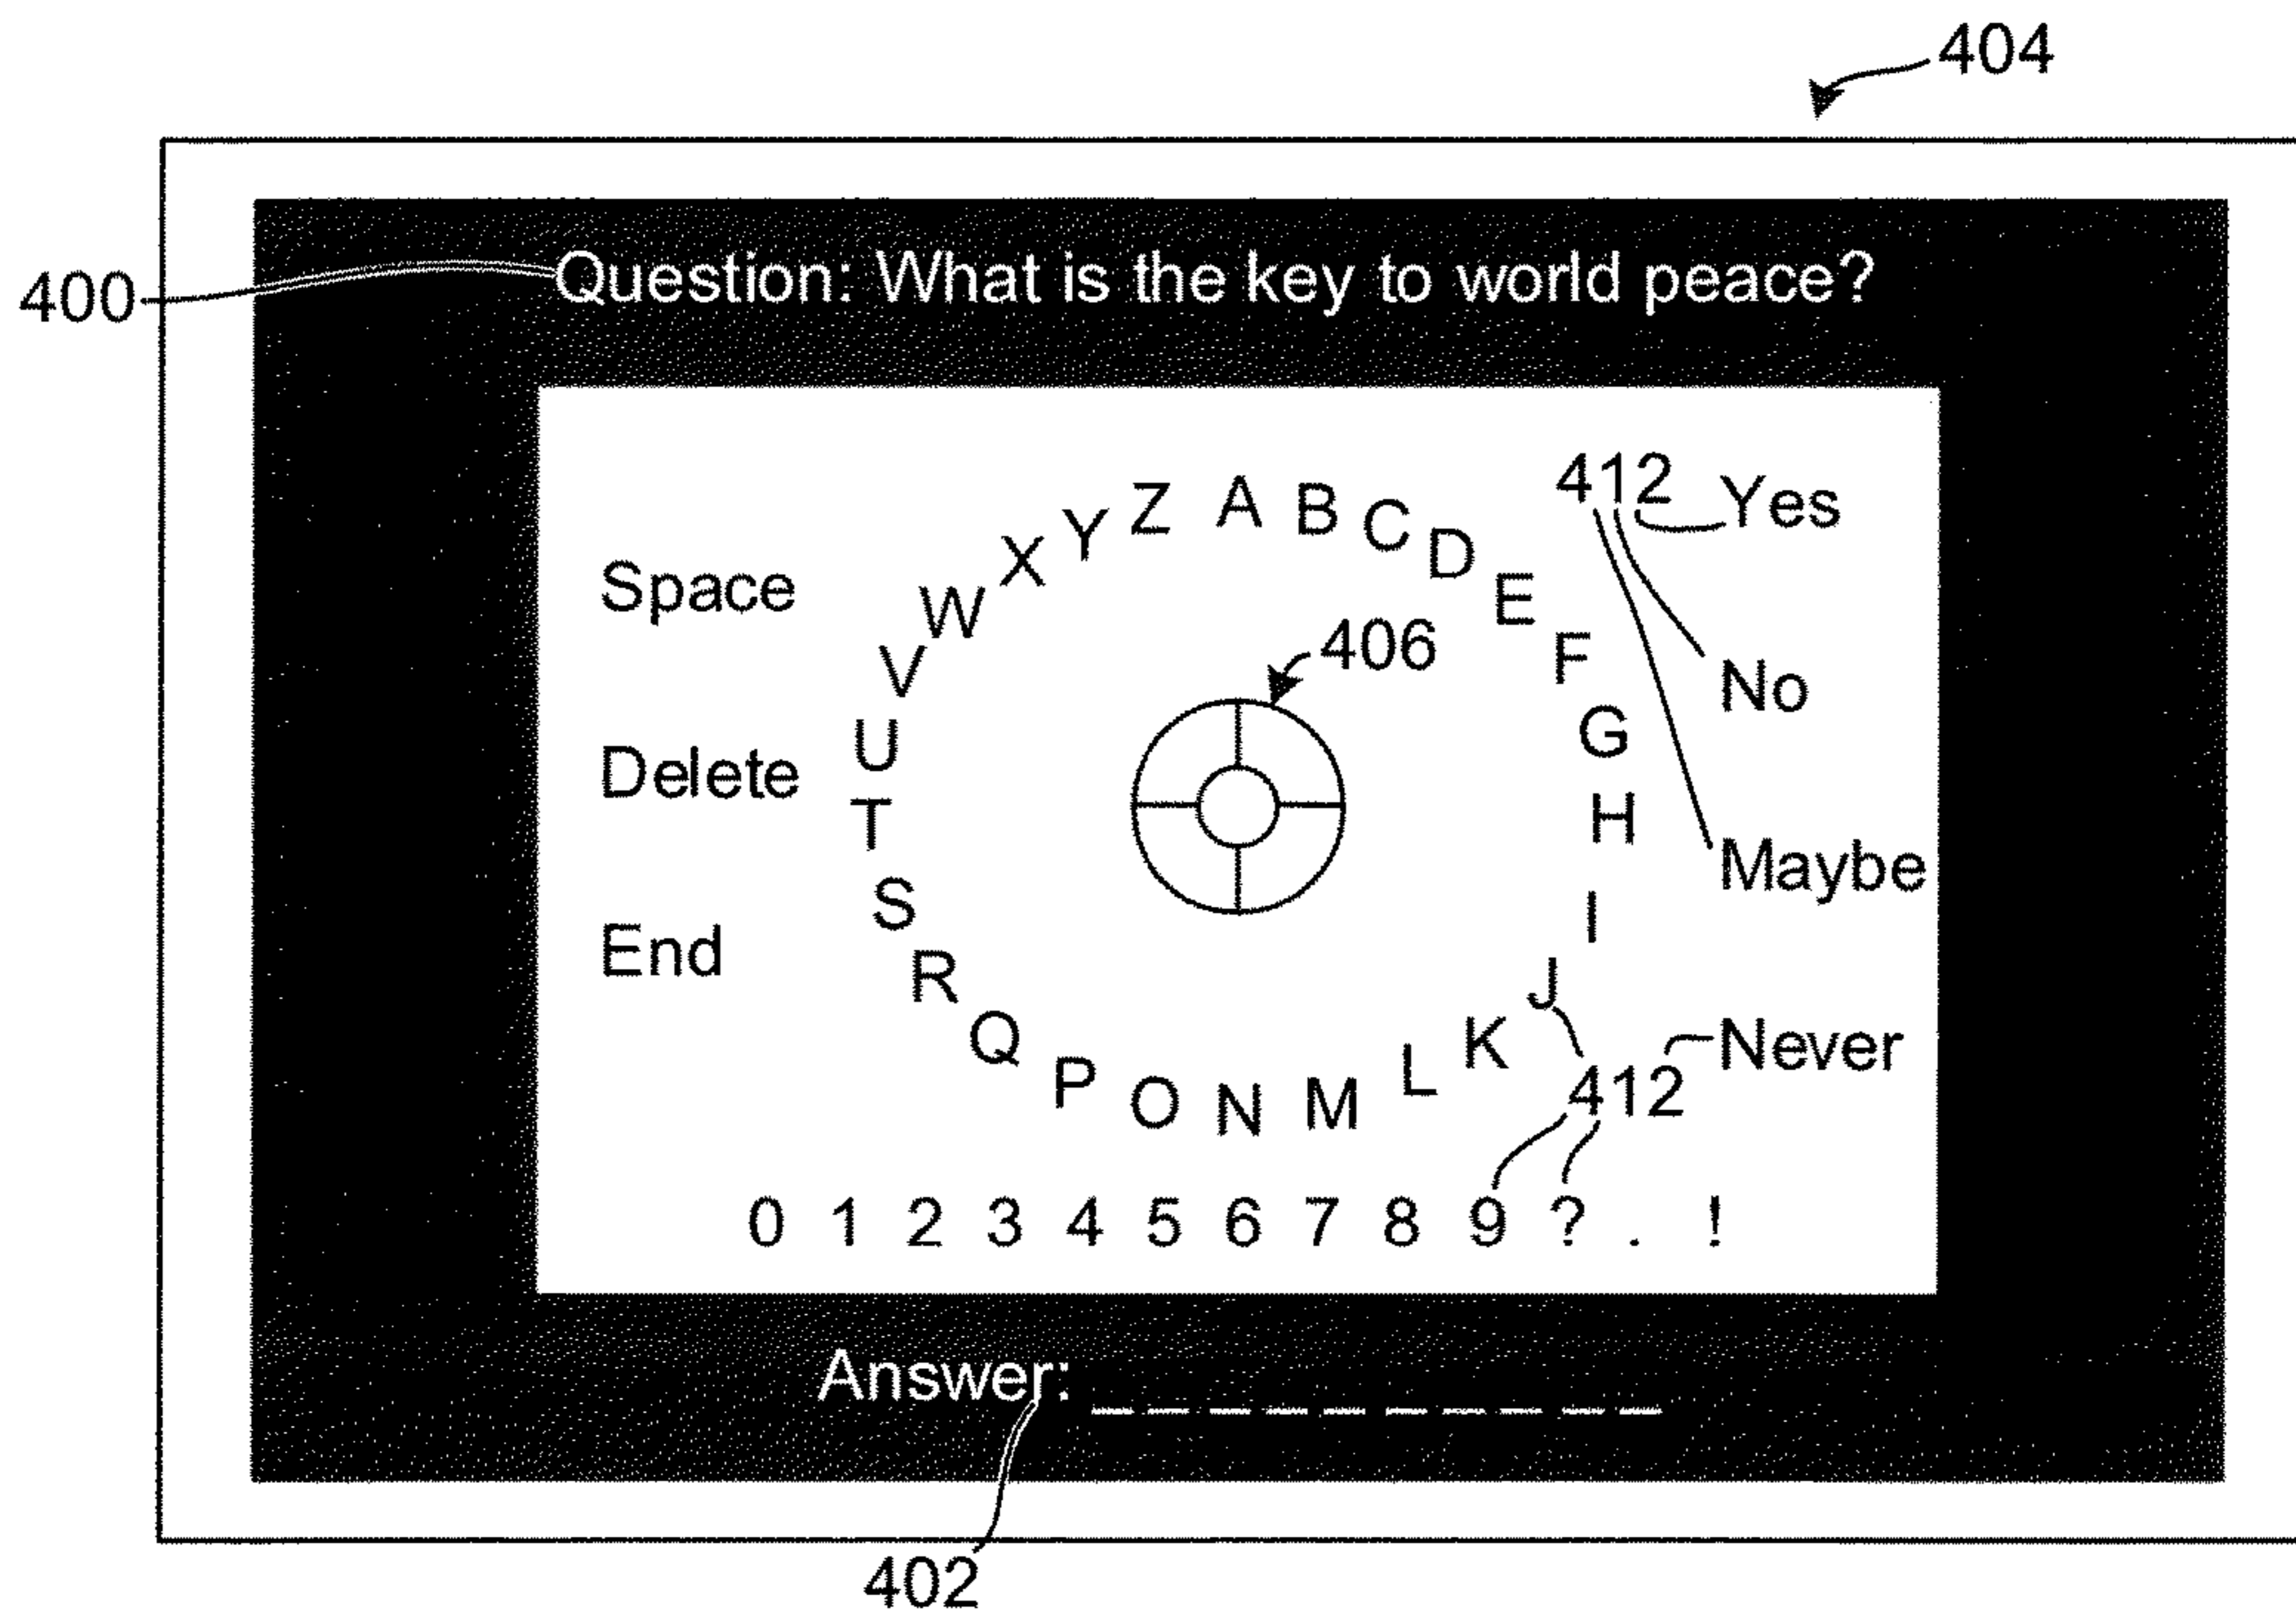 404
400
Question: What is the key to world peace?
412
Yes
No
Maybe
Never
412
Space
Delete
End
A B C D E F G H I J K L M N O P Q R S T U V W X Y Z
406
0 1 2 3 4 5 6 7 8 9 ? . !
Answer: _ _ _ _ _ _ _ _ _ _
402